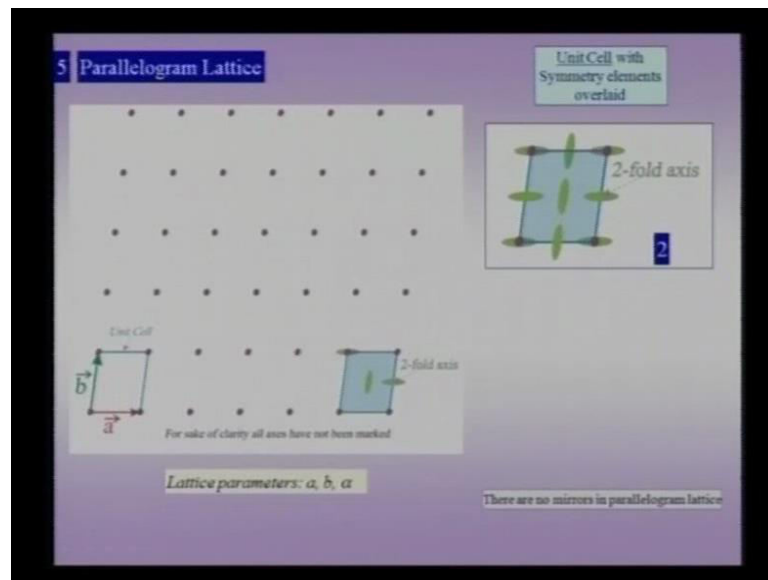 5 Parallelogram Lattice
Unit Cell with
Symmetry elements
overlaid
2-fold axis
2
Unit Cell
b
a
2-fold axis
For sake of clarity all axes have not been marked
Lattice parameters: a, b, α
There are no mirrors in parallelogram lattice